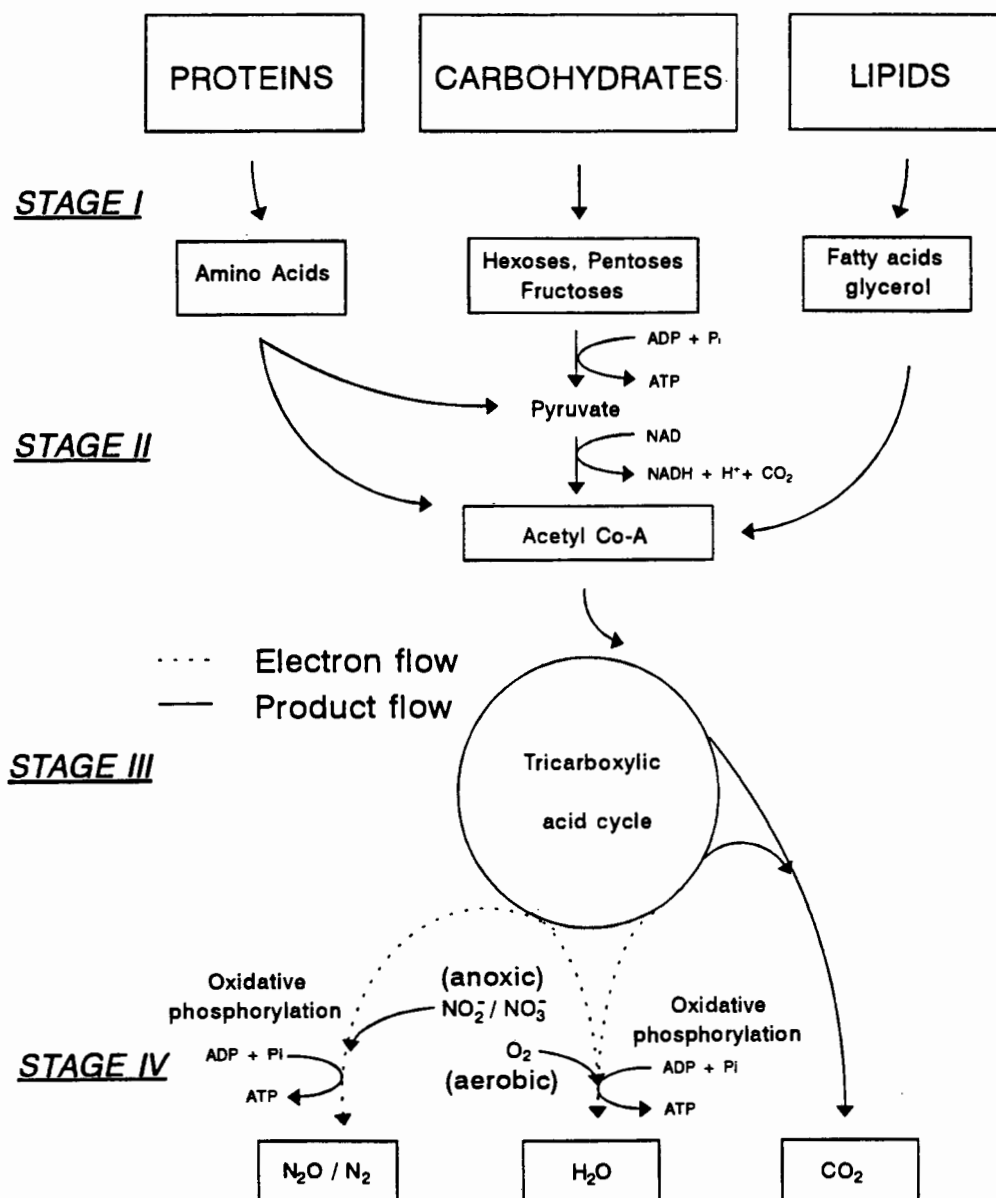 PROTEINS
CARBOHYDRATES
LIPIDS
STAGE I
Amino Acids
Hexoses, Pentoses
Fructoses
Fatty acids
glycerol
ADP + Pi
ATP
Pyruvate
STAGE II
NAD
NADH + H⁺ + CO₂
Acetyl Co-A
Electron flow
Product flow
STAGE III
Tricarboxylic
acid cycle
Oxidative
phosphorylation
(anoxic)
NO₂⁻ / NO₃⁻
Oxidative
phosphorylation
STAGE IV
ADP + Pi
ATP
O₂
(aerobic)
ADP + Pi
ATP
N₂O / N₂
H₂O
CO₂